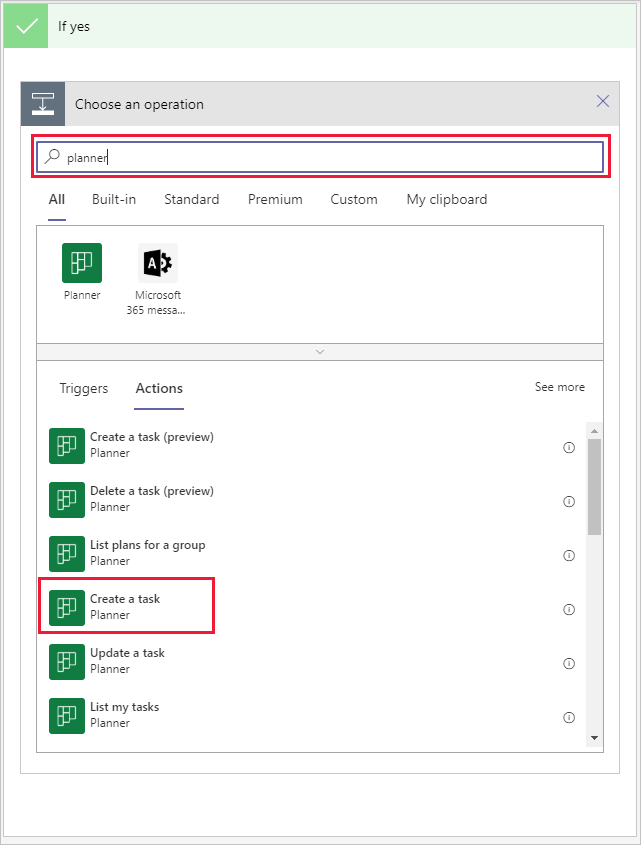 If yes
Choose an operation
planner
All Built-in Standard Premium Custom My clipboard
Planner
Microsoft
365 messa...
Triggers Actions See more
Create a task (preview)
Planner
Delete a task (preview)
Planner
List plans for a group
Planner
Create a task
Planner
Update a task
Planner
List my tasks
Planner